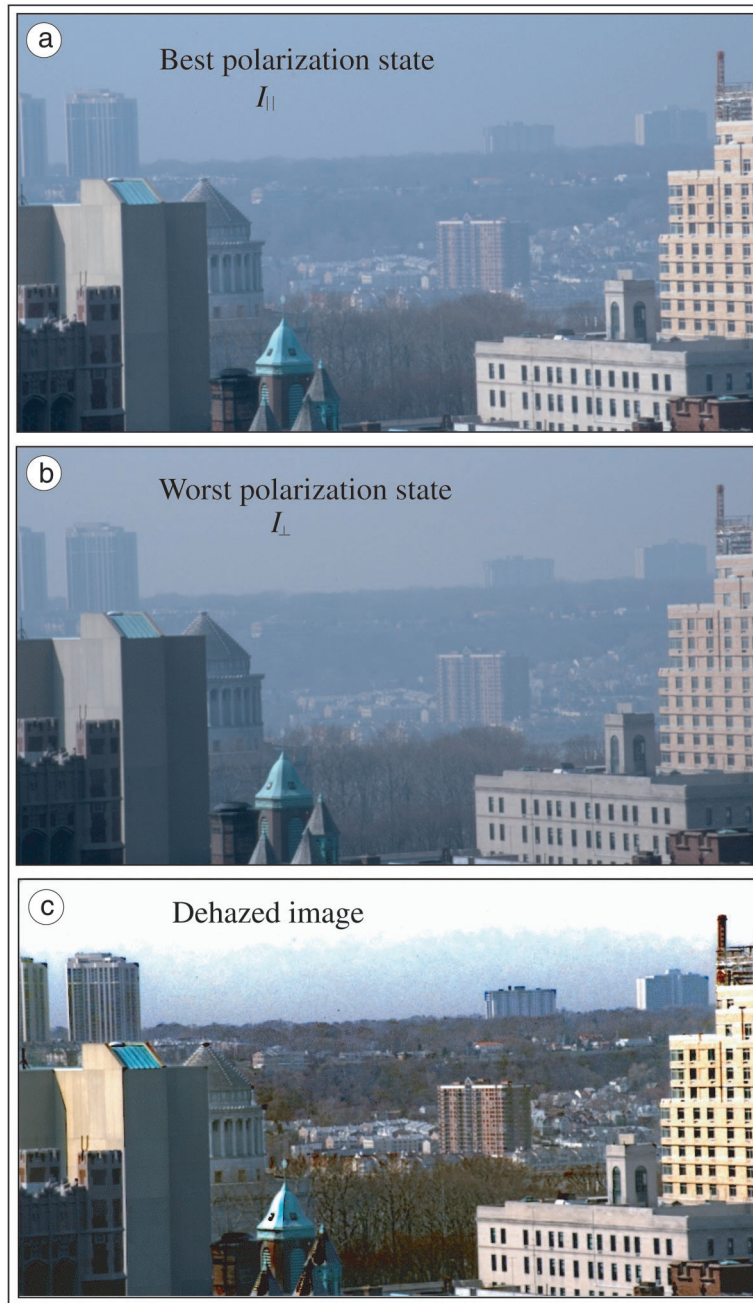 a
Best polarization state
I||
b
Worst polarization state
I⊥
c
Dehazed image